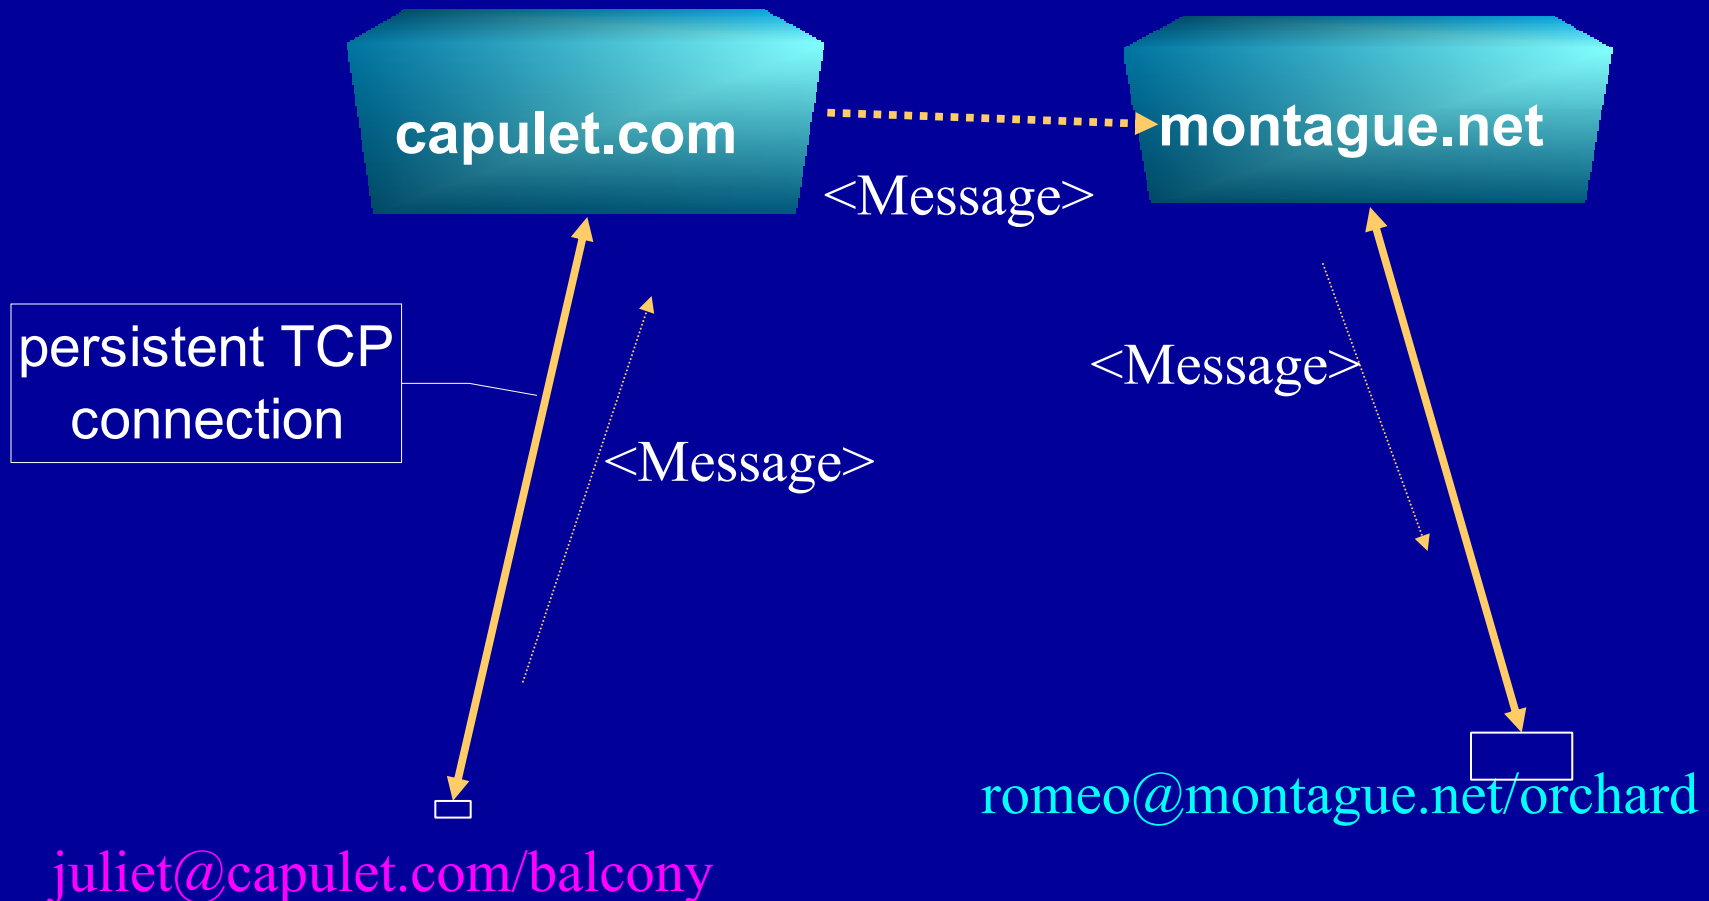 capulet.com
montague.net
<Message>
persistent TCP
connection
<Message>
<Message>
romeo@montague.net/orchard
juliet@capulet.com/balcony